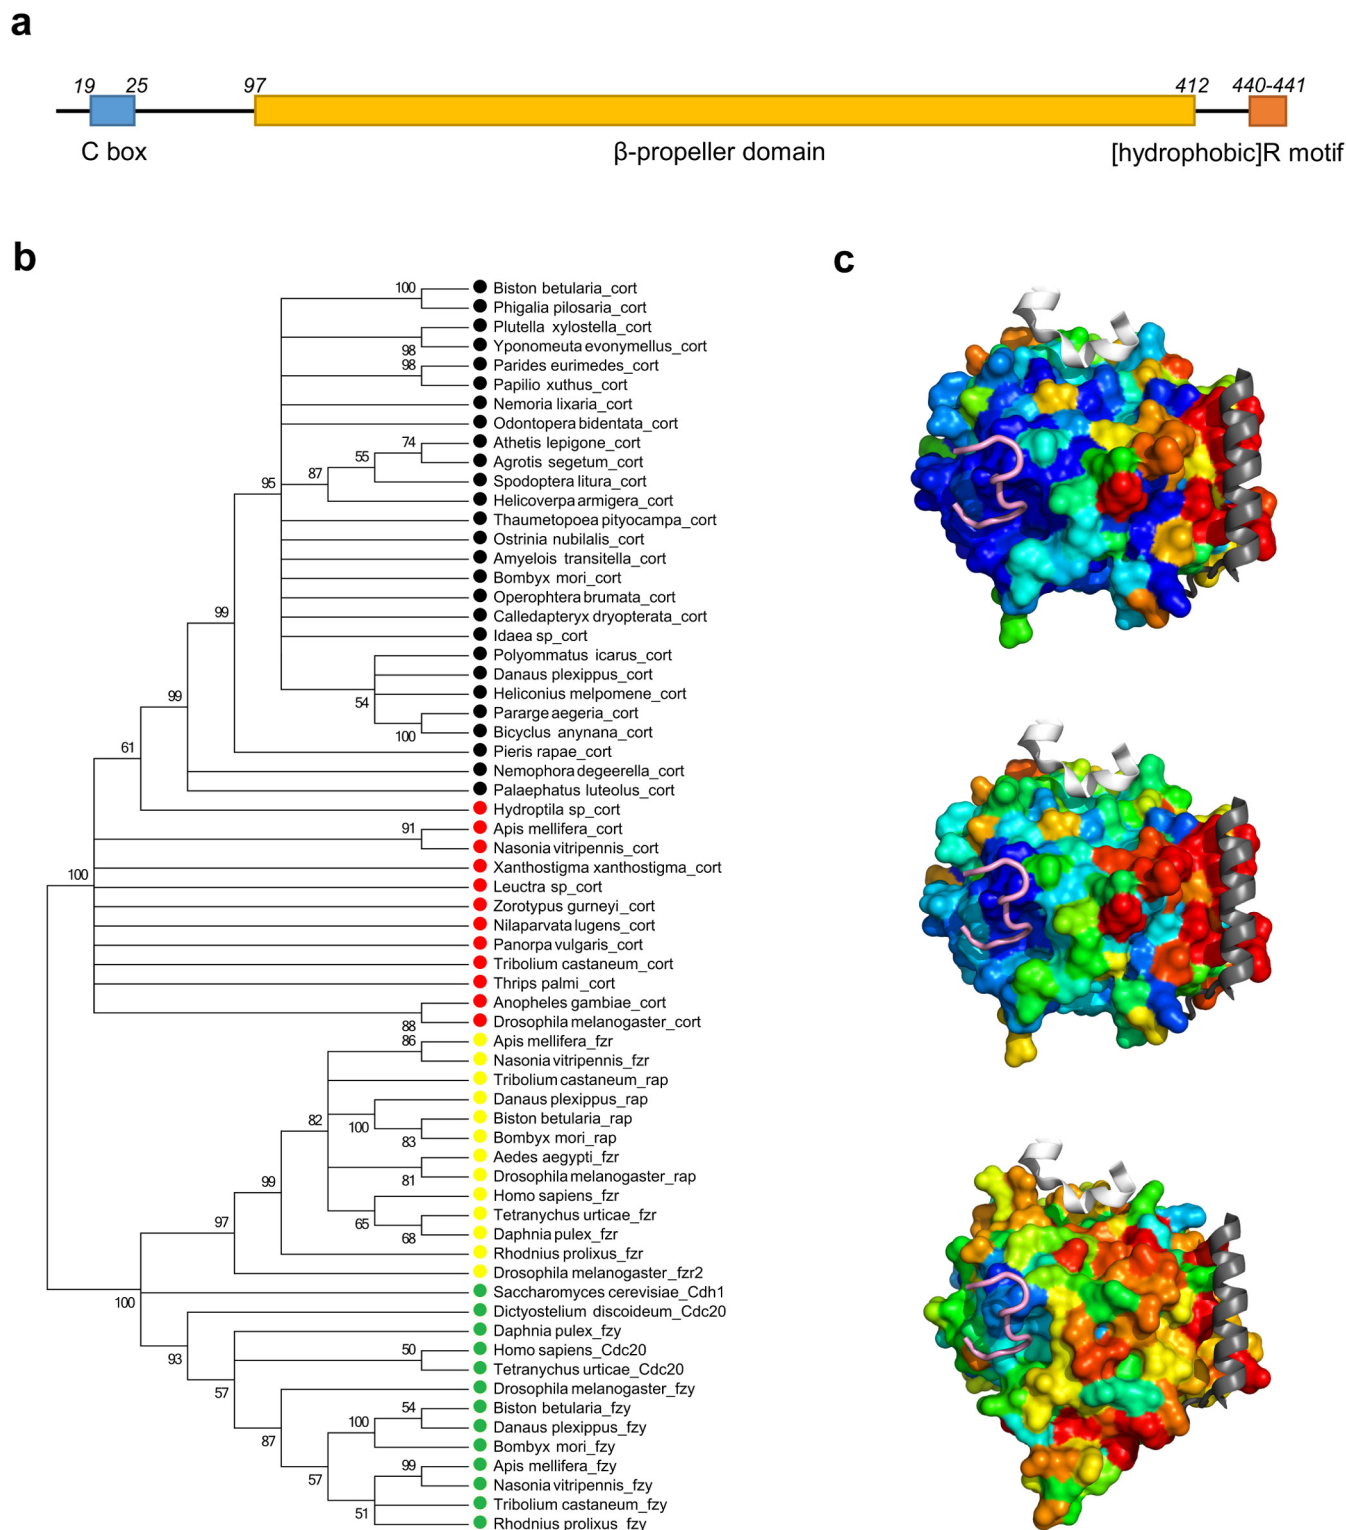 a
19 25 97 412 440-441
C box β-propeller domain [hydrophobic]R motif
b
c
100 Biston betularia_cort
Phigalia pilosaria_cort
Plutella xylostella_cort
98 Yponomeuta evonymellus_cort
98 Parides eurimedes_cort
Papilio xuthus_cort
Nemoria lixaria_cort
Odontopera bidentata_cort
74 Athetis lepigone_cort
55 Agrotis segetum_cort
87 Spodoptera litura_cort
95 Helicoverpa armigera_cort
Thaumetopoea pityocampa_cort
Ostrinia nubilalis_cort
Amyelois transitella_cort
Bombyx mori_cort
Operophtera brumata_cort
99 Calledapteryx dryopterata_cort
Idaea sp_cort
Polyommatus icarus_cort
Danaus plexippus_cort
99 54 Heliconius melpomene_cort
Pararge aegeria_cort
100 Bicyclus anynana_cort
61 Pieris rapae_cort
Nemophora degeerella_cort
Palaephatus luteolus_cort
Hydroptila sp_cort
91 Apis mellifera_cort
Nasonia vitripennis_cort
100 Xanthostigma xanthostigma_cort
Leuctra sp_cort
Zorotypus gurneyi_cort
Nilaparvata lugens_cort
Panorpa vulgaris_cort
Tribolium castaneum_cort
Thrips palmi_cort
Anopheles gambiae_cort
88 Drosophila melanogaster_cort
86 Apis mellifera_fzr
Nasonia vitripennis_fzr
Tribolium castaneum_rap
Danaus plexippus_rap
82 100 Biston betularia_rap
83 Bombyx mori_rap
Aedes aegypti_fzr
99 81 Drosophila melanogaster_rap
Homo sapiens_fzr
97 65 Tetranychus urticae_fzr
68 Daphnia pulex_fzr
Rhodnius prolixus_fzr
Drosophila melanogaster_fzr2
100 Saccharomyces cerevisiae_Cdh1
Dictyostelium discoideum_Cdc20
Daphnia pulex_fzy
93 50 Homo sapiens_Cdc20
Tetranychus urticae_Cdc20
57 Drosophila melanogaster_fzy
54 Biston betularia_fzy
100 Danaus plexippus_fzy
87 Bombyx mori_fzy
99 Apis mellifera_fzy
57 Nasonia vitripennis_fzy
Tribolium castaneum_fzy
51 Rhodnius prolixus_fzy